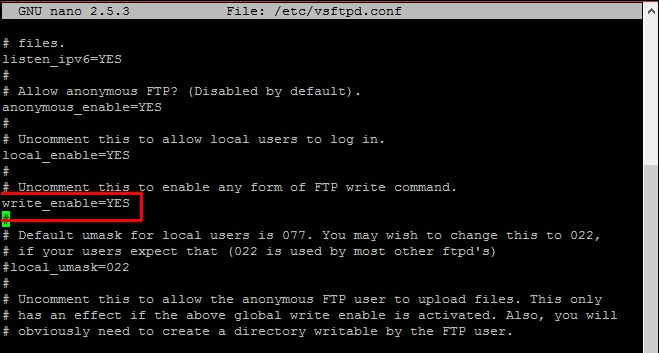 GNU nano 2.5.3 File: /etc/vsftpd.conf
# files.
listen_ipv6=YES
#
# Allow anonymous FTP? (Disabled by default).
anonymous_enable=YES
#
# Uncomment this to allow local users to log in.
local_enable=YES
#
# Uncomment this to enable any form of FTP write command.
write_enable=YES
#
# Default umask for local users is 077. You may wish to change this to 022,
# if your users expect that (022 is used by most other ftpd's)
#local_umask=022
#
# Uncomment this to allow the anonymous FTP user to upload files. This only
# has an effect if the above global write enable is activated. Also, you will
# obviously need to create a directory writable by the FTP user.